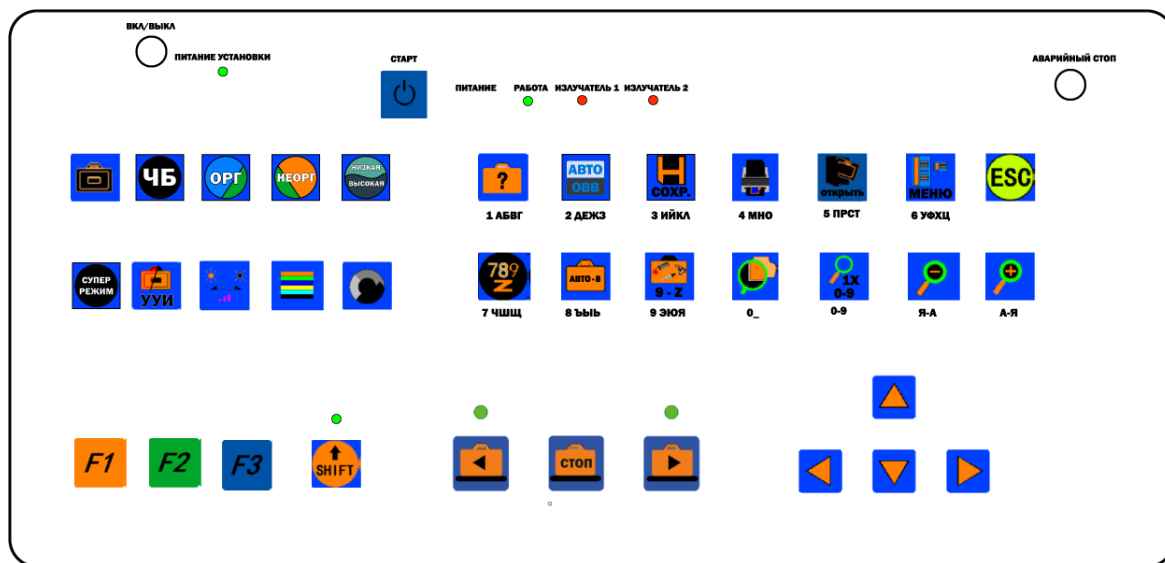 ВКЛ/ВЫКЛ
ПИТАНИЕ УСТАНОВКИ
СТАРТ
АВАРИЙНЫЙ СТОП
ПИТАНИЕ РАБОТА ИЗЛУЧАТЕЛЬ 1 ИЗЛУЧАТЕЛЬ 2
ЧБ
ОРГ
НЕОРГ
НИЗКАЯ
ВЫСОКАЯ
?
АВТО
ОВВ
СОХР.
ОТКРЫТЬ
МЕНЮ
ESC
1 АБВГ
2 ДЕЖЗ
3 ИЙКЛ
4 МНО
5 ПРСТ
6 УФХЦ
СУПЕР
РЕЖИМ
УУИ
789
Z
АВТО-8
9 - Z
1X
0-9
7 ЧШЩ
8 ЪЫЬ
9 ЭЮЯ
0_
0-9
Я-А
А-Я
F1
F2
F3
SHIFT
СТОП